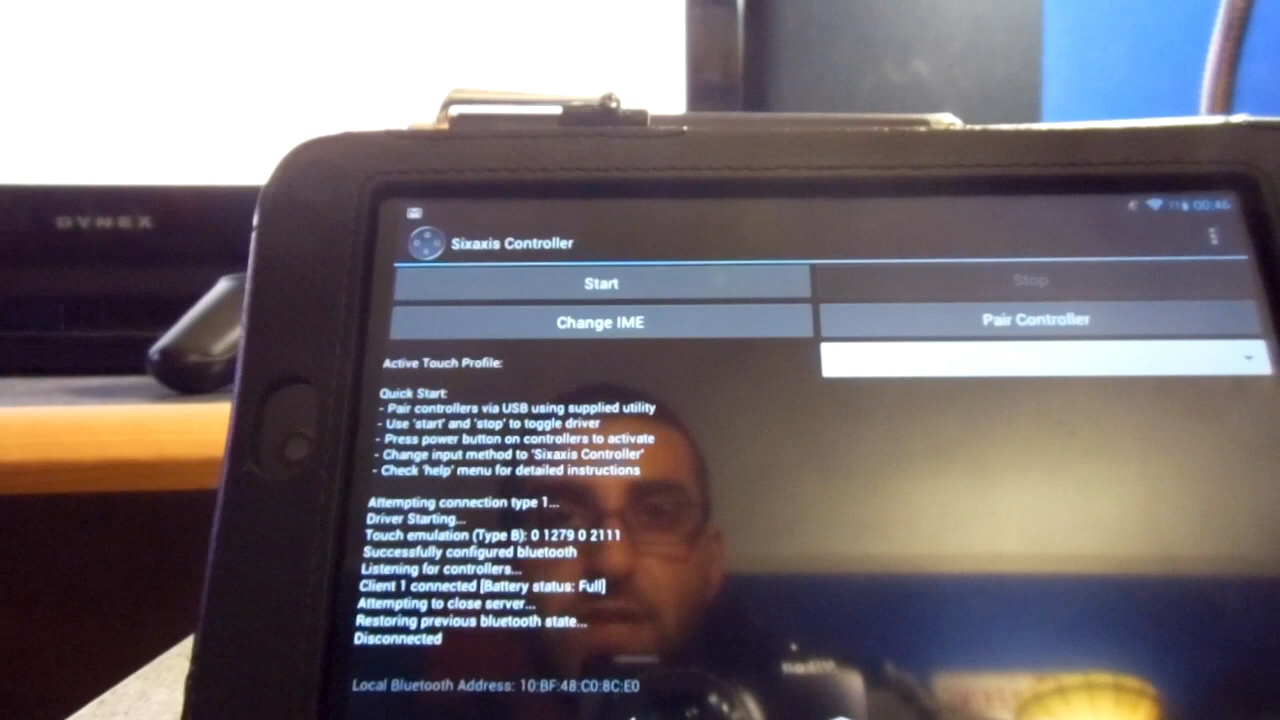 DYNEX
00:46
Sixaxis Controller
Start
Stop
Change IME
Pair Controller
Active Touch Profile:
Quick Start:
- Pair controllers via USB using supplied utility
- Use 'start' and 'stop' to toggle driver
- Press power button on controllers to activate
- Change input method to 'Sixaxis Controller'
- Check 'help' menu for detailed instructions
Attempting connection type 1...
Driver Starting...
Touch emulation (Type B): 0 1279 0 2111
Successfully configured bluetooth
Listening for controllers...
Client 1 connected [Battery status: Full]
Attempting to close server...
Restoring previous bluetooth state...
Disconnected
Local Bluetooth Address: 10:BF:48:C0:8C:E0